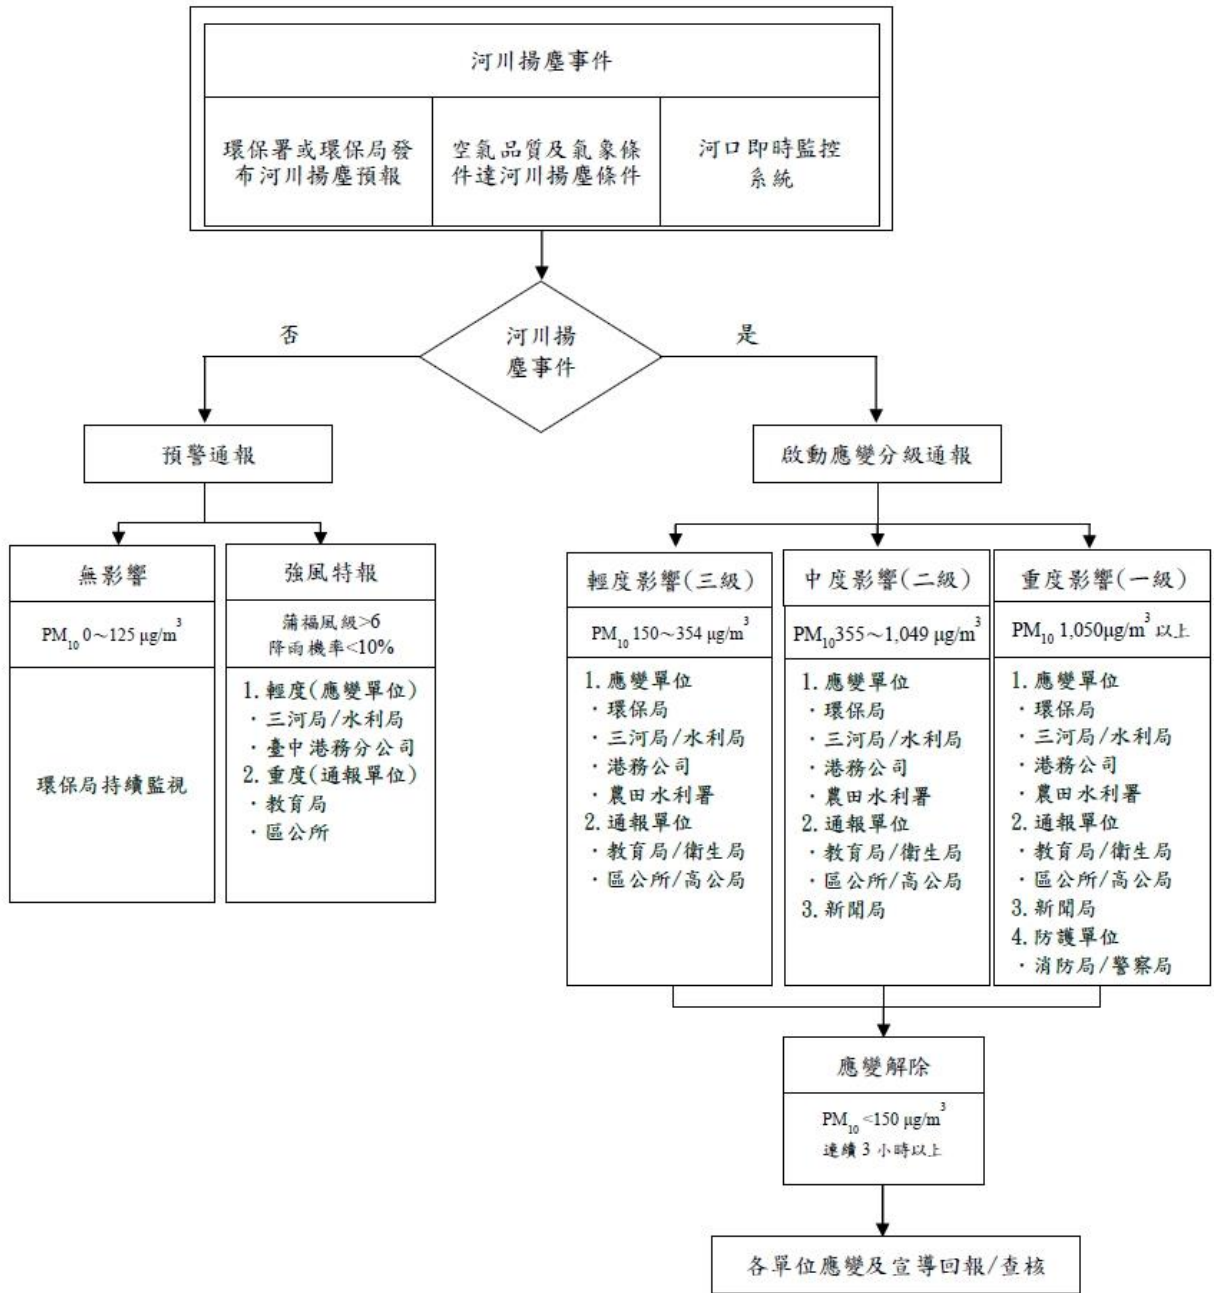 河川揚塵事件
環保署或環保局發
布河川揚塵預報
空氣品質及氣象條
件達河川揚塵條件
河口即時監控
系統
否
河川揚
塵事件
是
預警通報
啟動應變分級通報
無影響
PM10 0～125 μg/m³
環保局持續監視
強風特報
蒲福風級>6
降雨機率<10%
1. 輕度(應變單位)
· 三河局/水利局
· 臺中港務分公司
2. 重度(通報單位)
· 教育局
· 區公所
輕度影響(三級)
PM10 150～354 μg/m³
1. 應變單位
· 環保局
· 三河局/水利局
· 港務公司
· 農田水利署
2. 通報單位
· 教育局/衛生局
· 區公所/高公局
中度影響(二級)
PM10355～1,049 μg/m³
1. 應變單位
· 環保局
· 三河局/水利局
· 港務公司
· 農田水利署
2. 通報單位
· 教育局/衛生局
· 區公所/高公局
3. 新聞局
重度影響(一級)
PM10 1,050μg/m³ 以上
1. 應變單位
· 環保局
· 三河局/水利局
· 港務公司
· 農田水利署
2. 通報單位
· 教育局/衛生局
· 區公所/高公局
3. 新聞局
4. 防護單位
· 消防局/警察局
應變解除
PM10 <150 μg/m³
連續 3 小時以上
各單位應變及宣導回報/查核